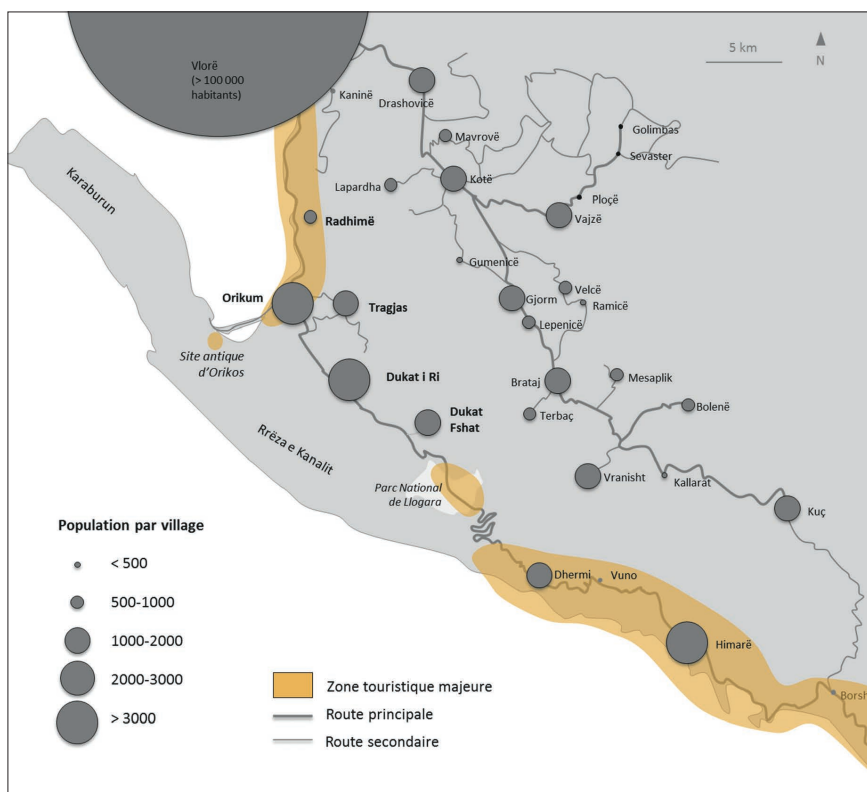 Vlorë
(> 100 000
habitants)
Kaninë
Drashovicë
5 km
N
Mavrovë
Golimbas
Sevaster
Karaburun
Lapardha
Kotë
Ploçë
Vajzë
Radhimë
Gumenicë
Orikum
Tragjas
Gjorm
Velcë
Ramicë
Lepenicë
Site antique
d'Orikos
Dukat i Ri
Brataj
Mesaplik
Dukat
Fshat
Terbaç
Bolenë
Rrëza e Kanalit
Parc National
de Llogara
Vranisht
Kallarat
Kuç
Population par village
< 500
500-1000
1000-2000
2000-3000
> 3000
Dhermi
Vuno
Himarë
Zone touristique majeure
Route principale
Route secondaire